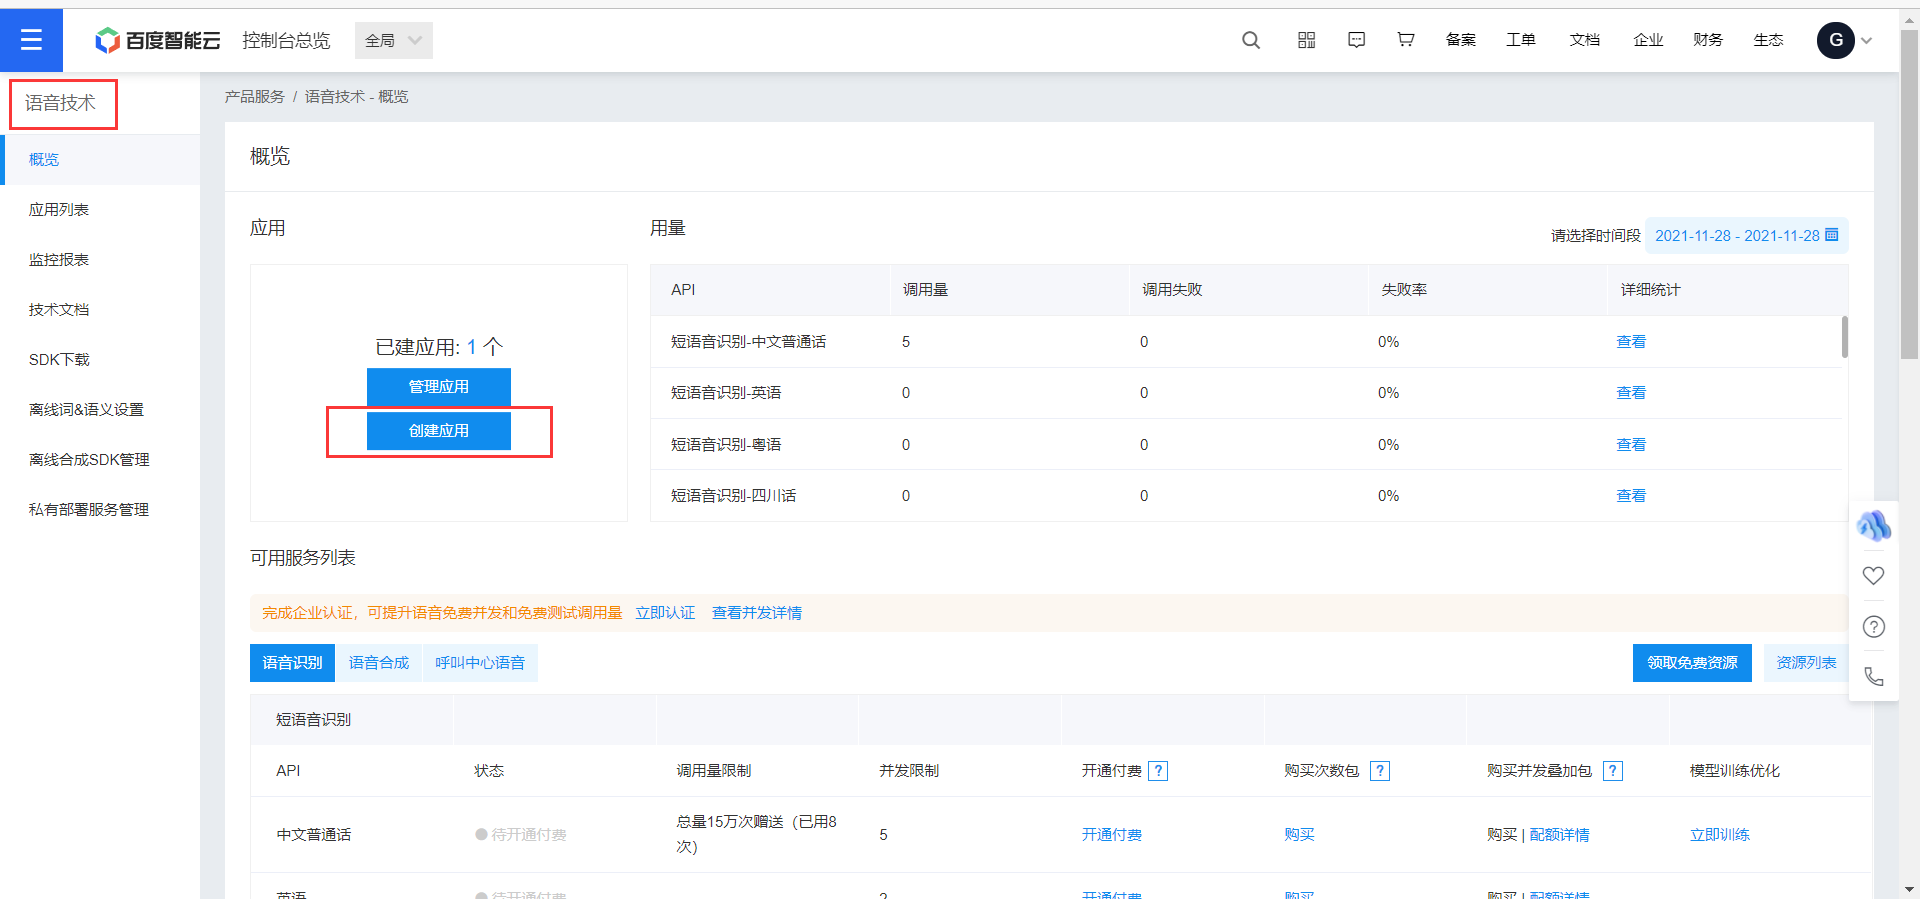 百度智能云 控制台总览 全局 备案 工单 文档 企业 财务 生态 G
语音技术
概览
应用列表
监控报表
技术文档
SDK下载
离线词&语义设置
离线合成SDK管理
私有部署服务管理
产品服务 / 语音技术 - 概览
概览
应用
已建应用: 1 个
管理应用
创建应用
用量
请选择时间段 2021-11-28 - 2021-11-28
API 调用量 调用失败 失败率 详细统计
短语音识别-中文普通话 5 0 0% 查看
短语音识别-英语 0 0 0% 查看
短语音识别-粤语 0 0 0% 查看
短语音识别-四川话 0 0 0% 查看
可用服务列表
完成企业认证，可提升语音免费并发和免费测试调用量 立即认证 查看并发详情
语音识别 语音合成 呼叫中心语音 领取免费资源 资源列表
短语音识别
API 状态 调用量限制 并发限制 开通付费 ? 购买次数包 ? 购买并发叠加包 ? 模型训练优化
中文普通话 待开通付费 总量15万次赠送（已用8
次） 5 开通付费 购买 购买 | 配额详情 立即训练
英语 待开通付费 2 开通付费 购买 购买 | 配额详情